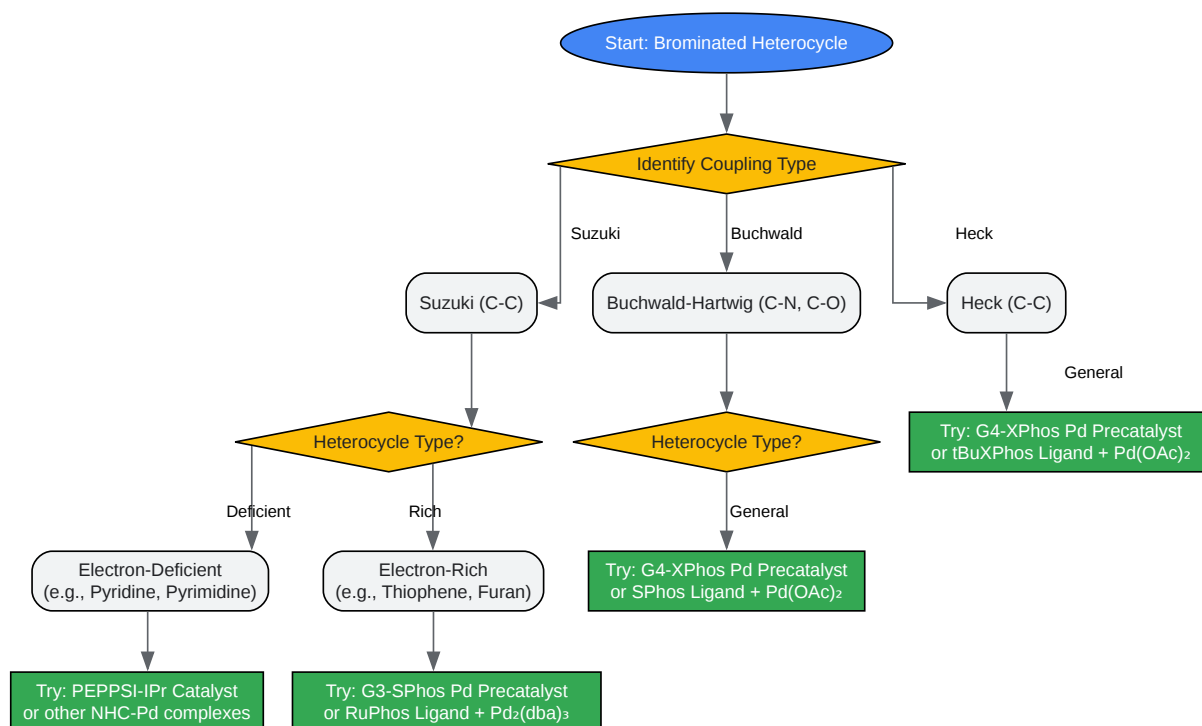 Start: Brominated Heterocycle
Identify Coupling Type
Suzuki
Buchwald
Heck
Suzuki (C-C)
Buchwald-Hartwig (C-N, C-O)
Heck (C-C)
General
Heterocycle Type?
Heterocycle Type?
Try: G4-XPhos Pd Precatalyst
or tBuXPhos Ligand + Pd(OAc)₂
Deficient
Rich
General
Electron-Deficient
(e.g., Pyridine, Pyrimidine)
Electron-Rich
(e.g., Thiophene, Furan)
Try: G4-XPhos Pd Precatalyst
or SPhos Ligand + Pd(OAc)₂
Try: PEPPSI-IPr Catalyst
or other NHC-Pd complexes
Try: G3-SPhos Pd Precatalyst
or RuPhos Ligand + Pd₂(dba)₃